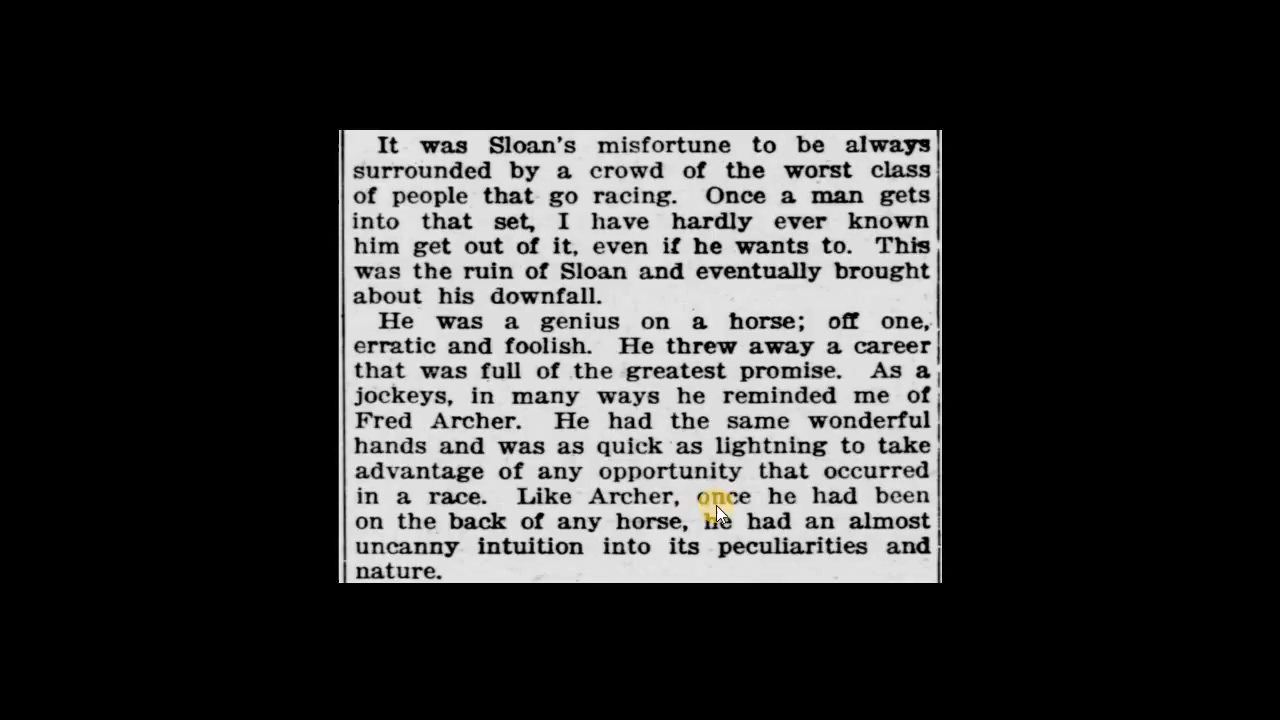 It was Sloan's misfortune to be always
surrounded by a crowd of the worst class
of people that go racing. Once a man gets
into that set, I have hardly ever known
him get out of it, even if he wants to. This
was the ruin of Sloan and eventually brought
about his downfall.
He was a genius on a horse; off one,
erratic and foolish. He threw away a career
that was full of the greatest promise. As a
jockeys, in many ways he reminded me of
Fred Archer. He had the same wonderful
hands and was as quick as lightning to take
advantage of any opportunity that occurred
in a race. Like Archer, once he had been
on the back of any horse, he had an almost
uncanny intuition into its peculiarities and
nature.